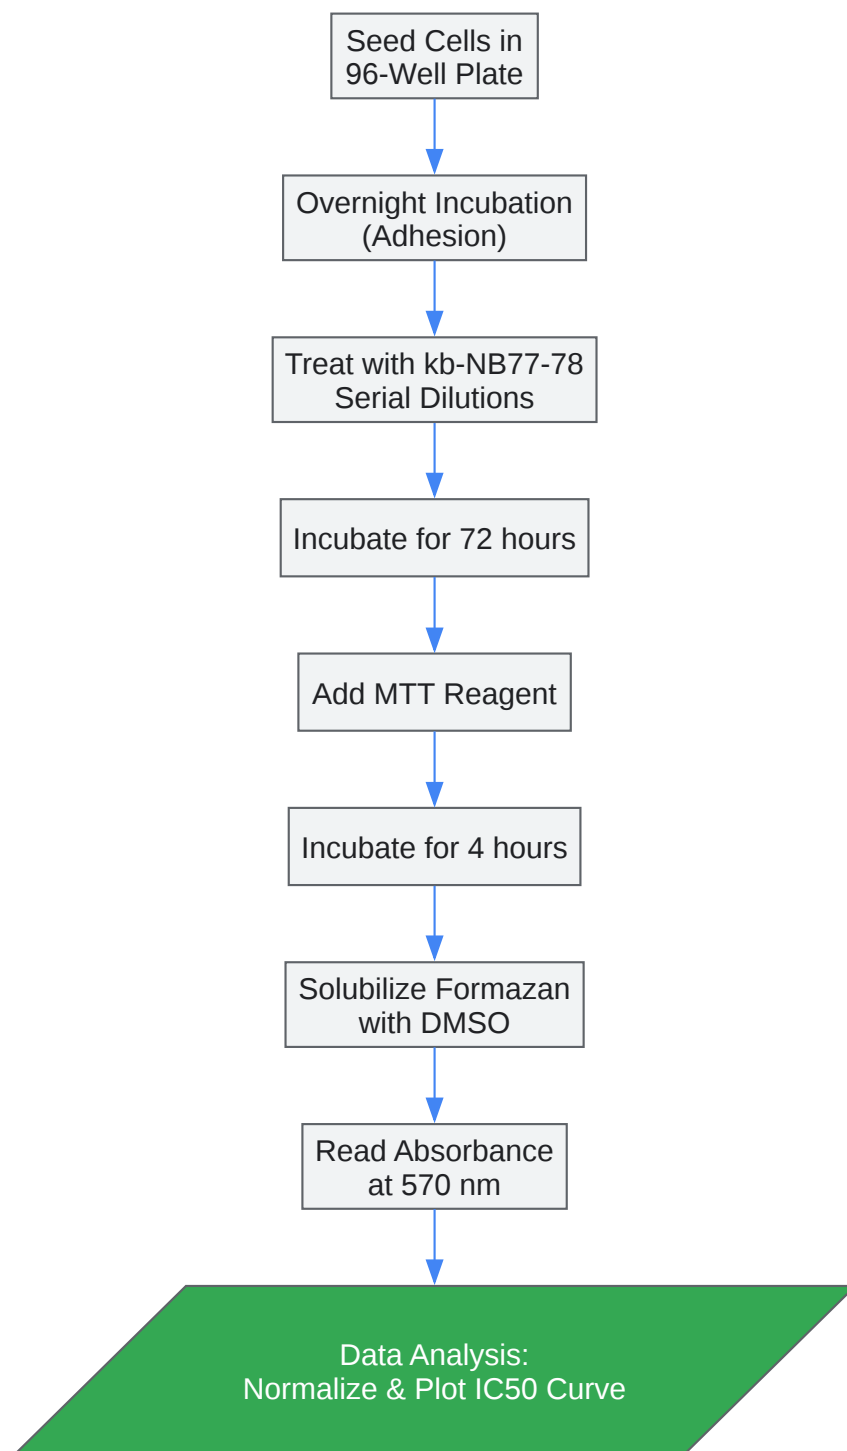 Seed Cells in
96-Well Plate
Overnight Incubation
(Adhesion)
Treat with kb-NB77-78
Serial Dilutions
Incubate for 72 hours
Add MTT Reagent
Incubate for 4 hours
Solubilize Formazan
with DMSO
Read Absorbance
at 570 nm
Data Analysis:
Normalize & Plot IC50 Curve